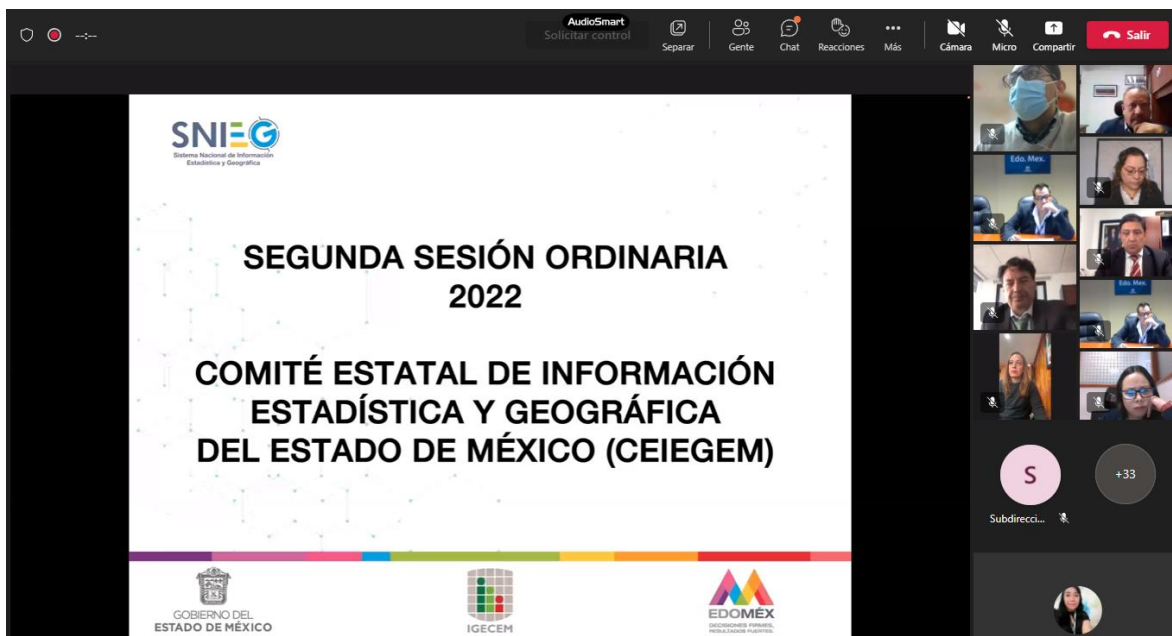 --:--
AudioSmart
Solicitar control
Separar
Gente
Chat
Reacciones
Más
Cámara
Micro
Compartir
Salir
SNIEG
Sistema Nacional de Información
Estadística y Geográfica
SEGUNDA SESIÓN ORDINARIA
2022
COMITÉ ESTATAL DE INFORMACIÓN
ESTADÍSTICA Y GEOGRÁFICA
DEL ESTADO DE MÉXICO (CEIEGEM)
GOBIERNO DEL
ESTADO DE MÉXICO
IGECEM
EDOMÉX
DECISIONES FIRMES,
RESULTADOS FUERTES.
Edo. Mex.
Edo. Mex.
S
+33
Subdirecci...